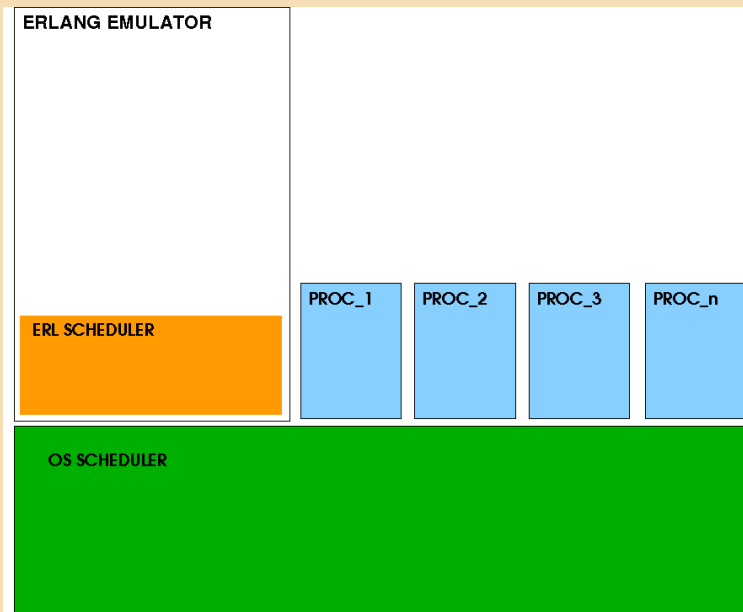 ERLANG EMULATOR
PROC_1
PROC_2
PROC_3
PROC_n
ERL SCHEDULER
OS SCHEDULER